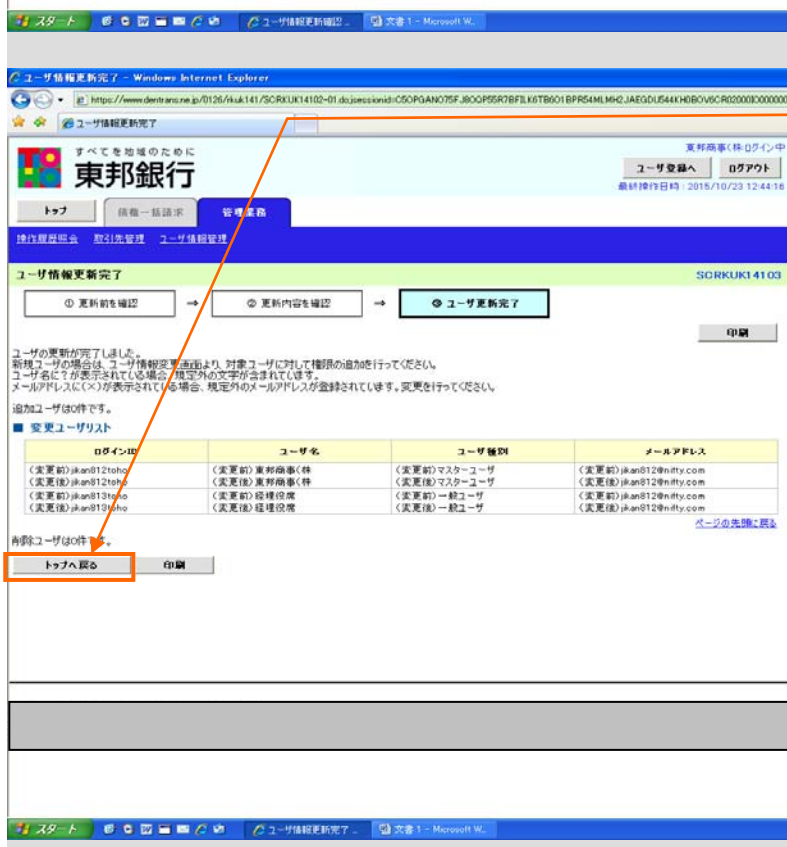 スタート
ユーザ情報更新確認 -
文書 1 - Microsoft W..
ユーザ情報更新完了 - Windows Internet Explorer
ユーザ情報更新完了
すべてを地域のために
東邦銀行
東邦商事(株:ログイン中
ユーザ登録へ ログアウト
最終操作日時:2015/10/23 12:44:16
トップ 債権一括請求 管理業務
操作履歴照会 取引先管理 ユーザ情報管理
ユーザ情報更新完了 SCRKUK14103
① 更新前を確認 ⇒ ② 更新内容を確認 ⇒ ③ ユーザ更新完了
印刷
ユーザの更新が完了しました。
新規ユーザの場合は、ユーザ情報変更画面より、対象ユーザに対して権限の追加を行ってください。
ユーザ名に?が表示されている場合、規定外の文字が含まれています。
メールアドレスに(×)が表示されている場合、規定外のメールアドレスが登録されています。変更を行ってください。
追加ユーザは0件です。
■ 変更ユーザリスト
ログインID ユーザ名 ユーザ種別 メールアドレス
(変更前)jikan812toho (変更前)東邦商事(株 (変更前)マスターユーザ (変更前)jikan812@nifty.com
(変更後)jikan812toho (変更後)東邦商事(株 (変更後)マスターユーザ (変更後)jikan812@nifty.com
(変更前)jikan813toho (変更前)経理役席 (変更前)一般ユーザ (変更前)jikan812@nifty.com
(変更後)jikan813toho (変更後)経理役席 (変更後)一般ユーザ (変更後)jikan812@nifty.com
ページの先頭に戻る
削除ユーザは0件です。
トップへ戻る 印刷
スタート
ユーザ情報更新完了 -
文書 1 - Microsoft W..